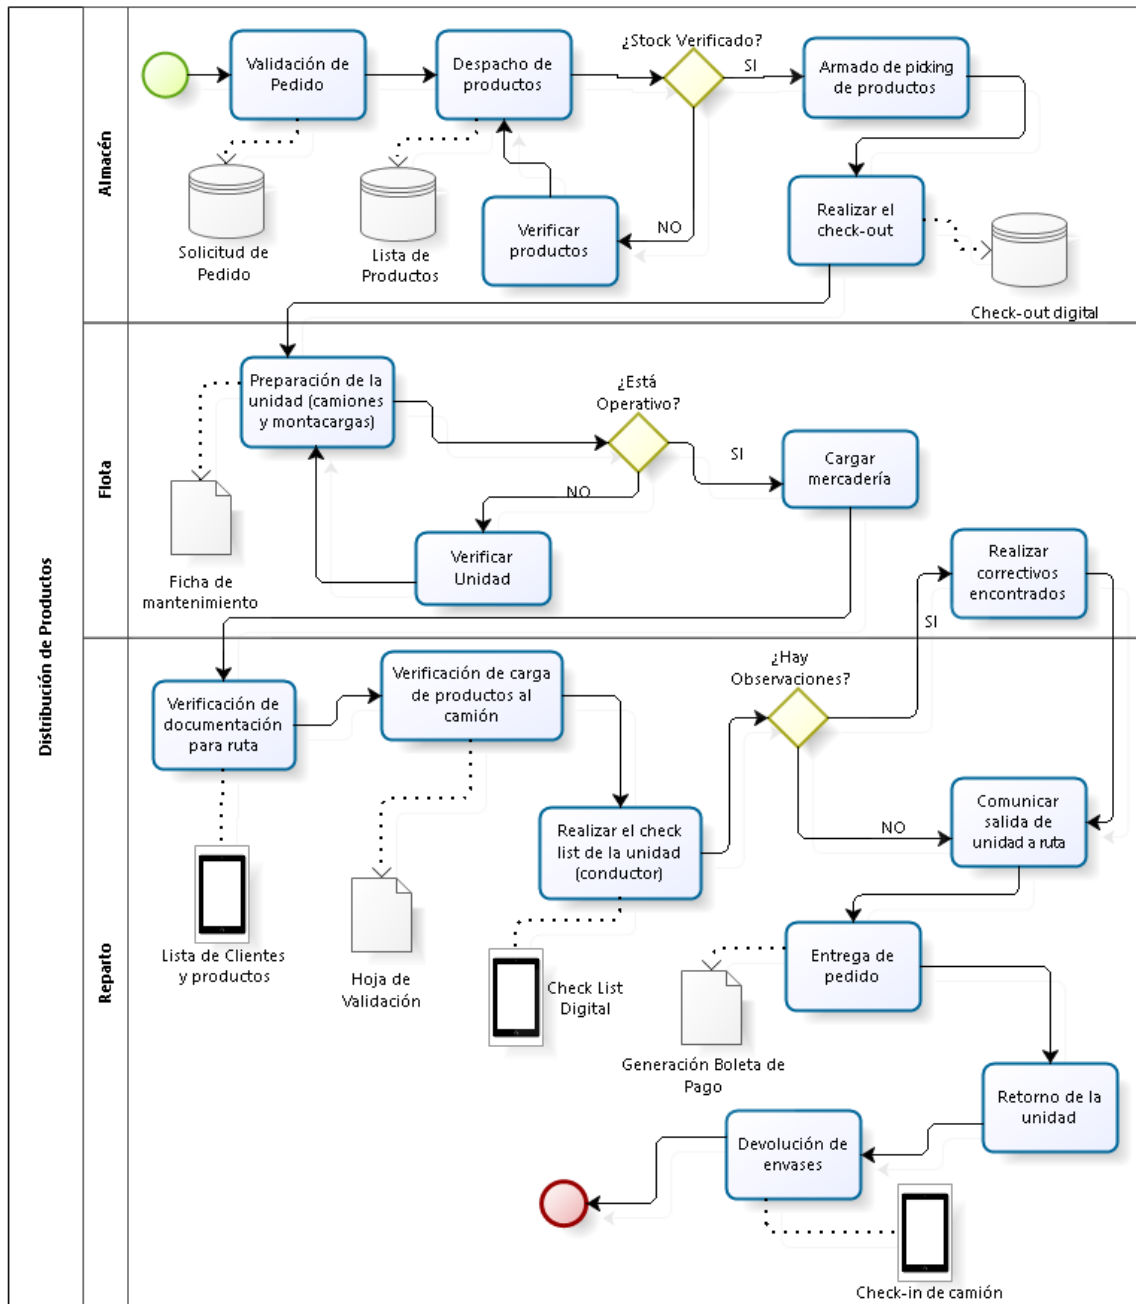 Distribución de Productos
Almacén
¿Stock Verificado?
Validación de
Pedido
Despacho de
productos
SI
Armado de picking
de productos
Solicitud de
Pedido
Lista de
Productos
Verificar
productos
NO
Realizar el
check-out
Check-out digital
Flota
Preparación de la
unidad (camiones
y montacargas)
¿Está
Operativo?
SI
Cargar
mercadería
NO
Verificar
Unidad
Ficha de
mantenimiento
Realizar
correctivos
encontrados
SI
Reparto
Verificación de
documentación
para ruta
Verificación de carga
de productos al
camión
¿Hay
Observaciones?
Realizar el check
list de la unidad
(conductor)
NO
Comunicar
salida de
unidad a ruta
Lista de Clientes
y productos
Hoja de
Validación
Check List
Digital
Entrega de
pedido
Generación Boleta de
Pago
Retorno de la
unidad
Devolución de
envases
Check-in de camión